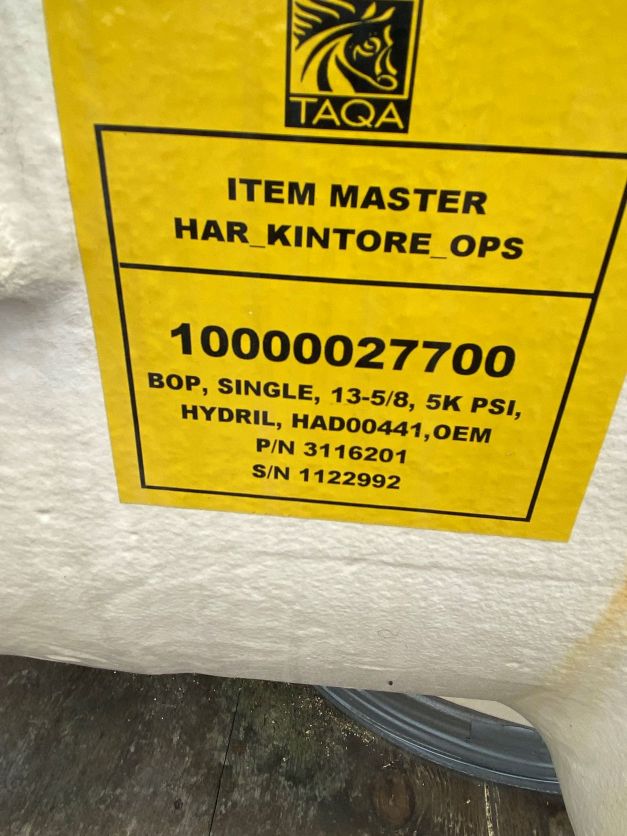 TAQA
ITEM MASTER
HAR_KINTORE_OPS
10000027700
BOP, SINGLE, 13-5/8, 5K PSI,
HYDRIL, HAD00441,OEM
P/N 3116201
S/N 1122992